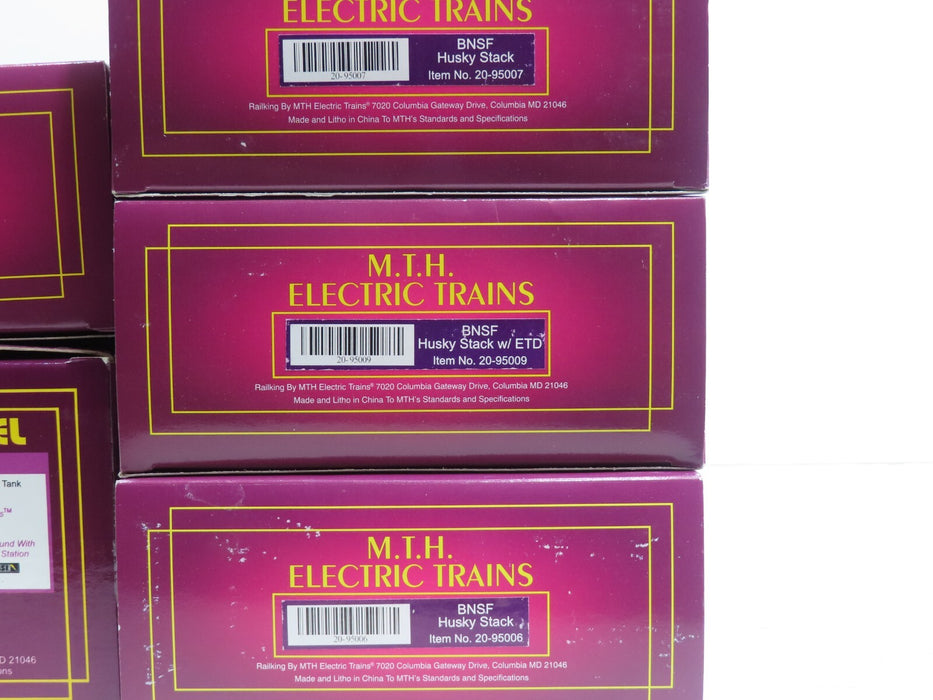 ELECTRIC TRAINS
20-95007
BNSF
Husky Stack
Item No. 20-95007
Railking By MTH Electric Trains® 7020 Columbia Gateway Drive, Columbia MD 21046
Made and Litho in China To MTH's Standards and Specifications
M.T.H.
ELECTRIC TRAINS
20-95009
BNSF
Husky Stack w/ ETD
Item No. 20-95009
Railking By MTH Electric Trains® 7020 Columbia Gateway Drive, Columbia MD 21046
Made and Litho in China To MTH's Standards and Specifications
M.T.H.
ELECTRIC TRAINS
20-95006
BNSF
Husky Stack
Item No. 20-95006
Railking By MTH Electric Trains® 7020 Columbia Gateway Drive, Columbia MD 21046
Made and Litho in China To MTH's Standards and Specifications
EL
Tank
s™
und With
Station
D 21046
ons